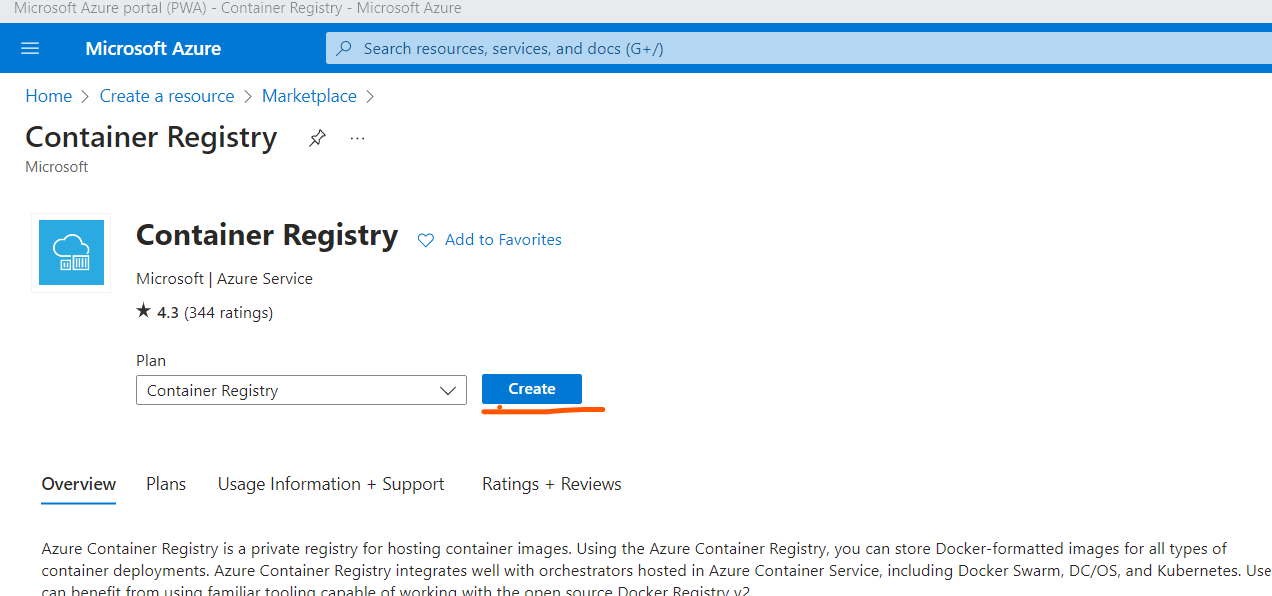 Microsoft Azure portal (PWA) - Container Registry - Microsoft Azure
Microsoft Azure
Search resources, services, and docs (G+/)
Home > Create a resource > Marketplace >
Container Registry
...
Microsoft
Container Registry
Add to Favorites
Microsoft | Azure Service
★ 4.3 (344 ratings)
Plan
Container Registry
Create
Overview
Plans
Usage Information + Support
Ratings + Reviews
Azure Container Registry is a private registry for hosting container images. Using the Azure Container Registry, you can store Docker-formatted images for all types of
container deployments. Azure Container Registry integrates well with orchestrators hosted in Azure Container Service, including Docker Swarm, DC/OS, and Kubernetes. Use
can benefit from using familiar tooling capable of working with the open source Docker Registry v2